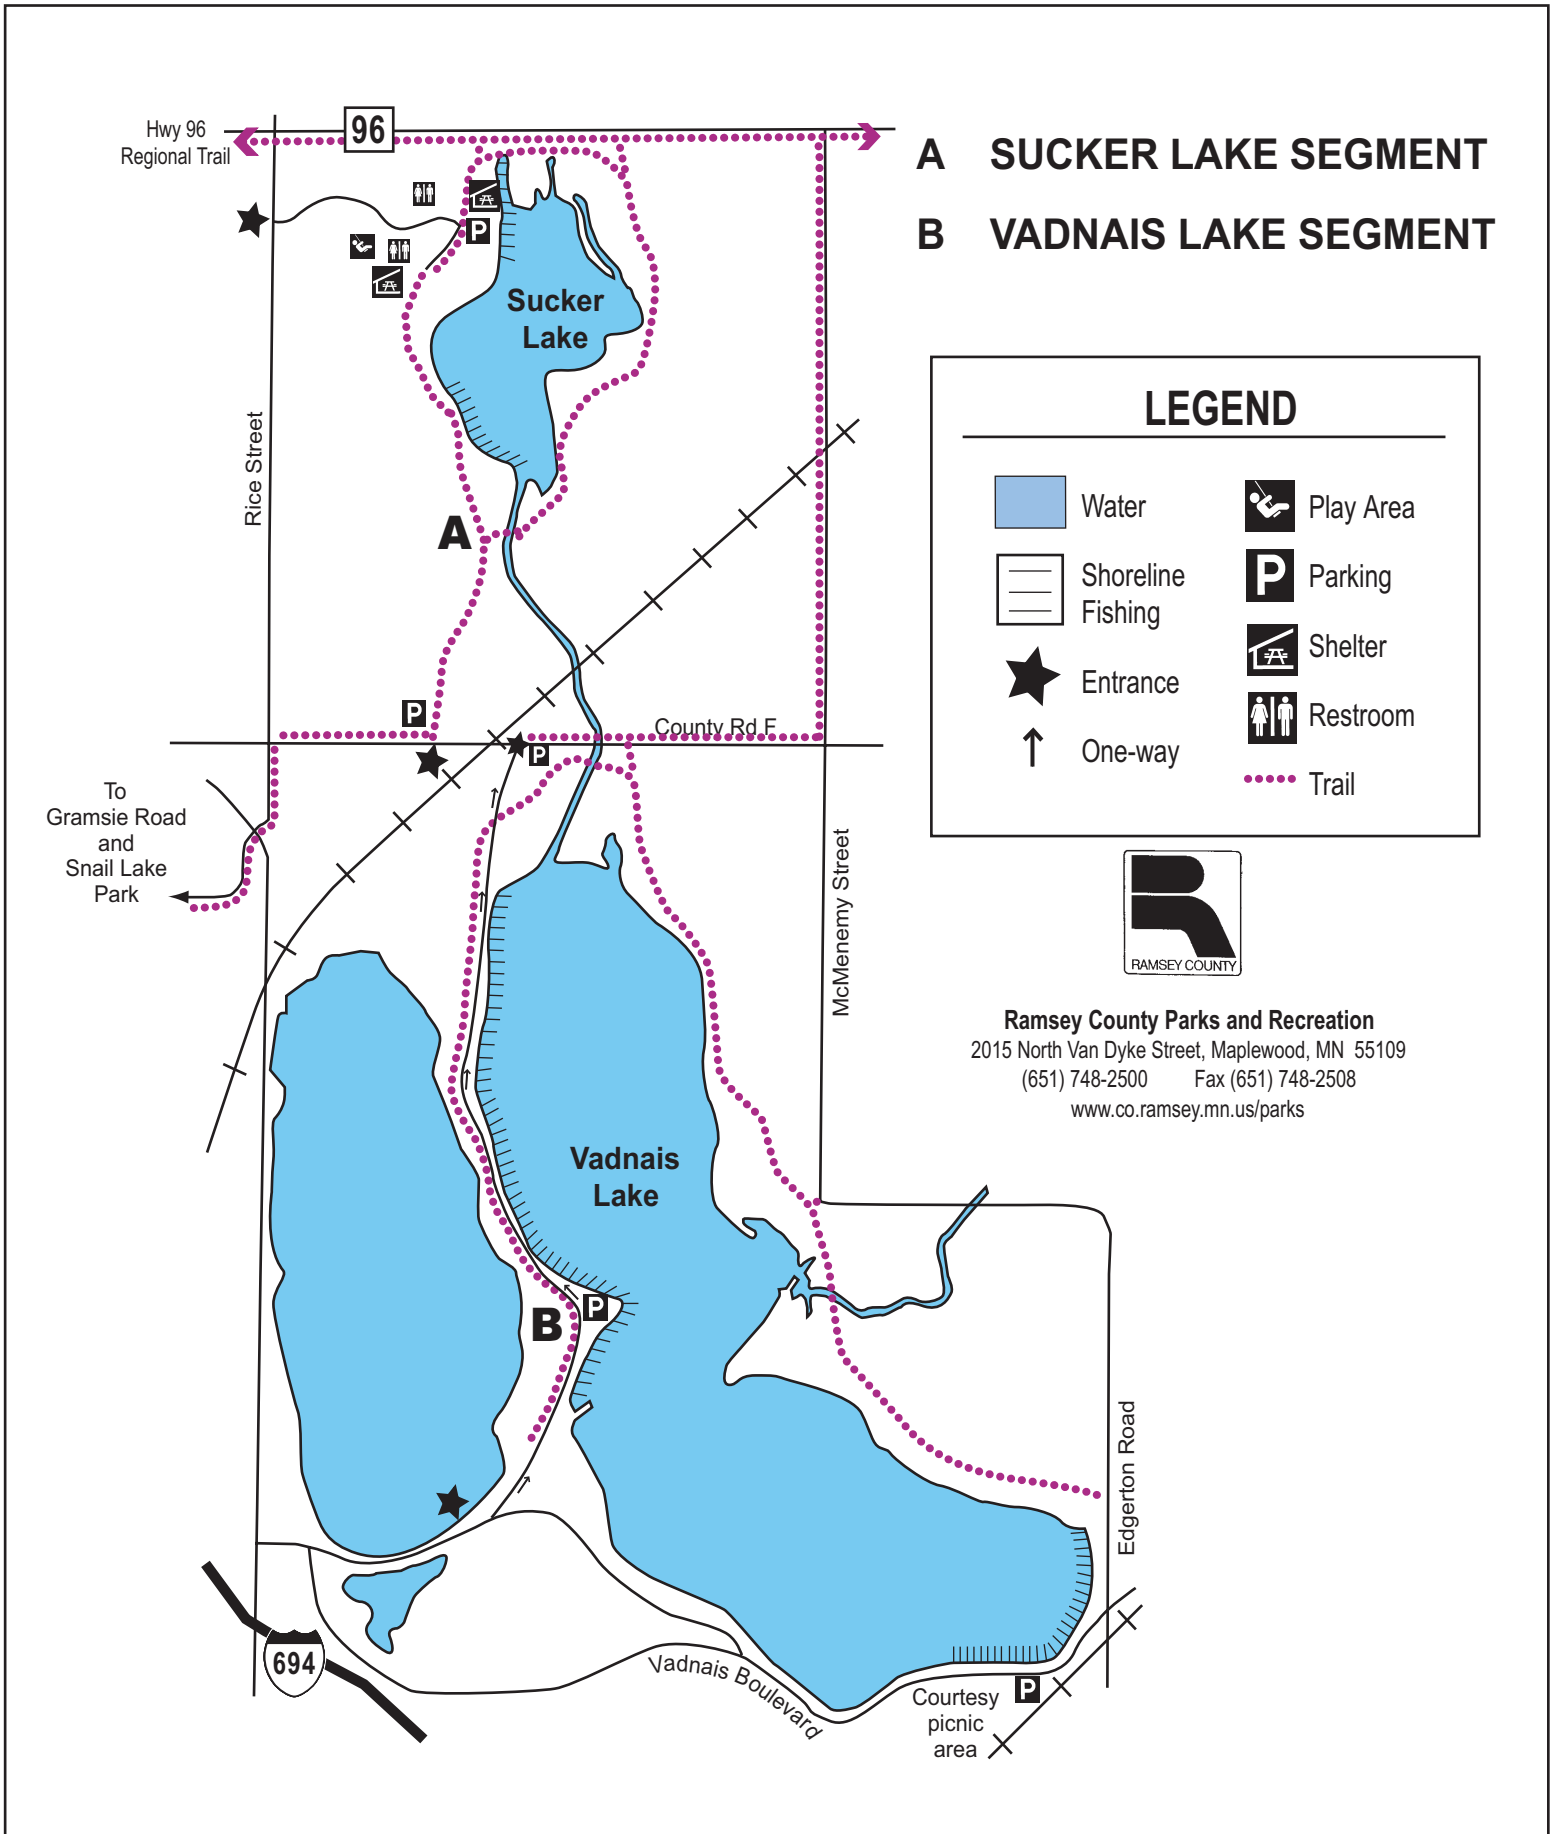 Hwy 96
Regional Trail
96
A SUCKER LAKE SEGMENT
B VADNAIS LAKE SEGMENT
P
Sucker
Lake
Rice Street
A
P
County Rd F
P
To
Gramsie Road
and
Snail Lake
Park
McMenemy Street
LEGEND
Water
Shoreline
Fishing
Entrance
One-way
Play Area
P Parking
Shelter
Restroom
Trail
RAMSEY COUNTY
Ramsey County Parks and Recreation
2015 North Van Dyke Street, Maplewood, MN 55109
(651) 748-2500 Fax (651) 748-2508
www.co.ramsey.mn.us/parks
Vadnais
Lake
B
P
Edgerton Road
694
Vadnais Boulevard
Courtesy
picnic
area
P